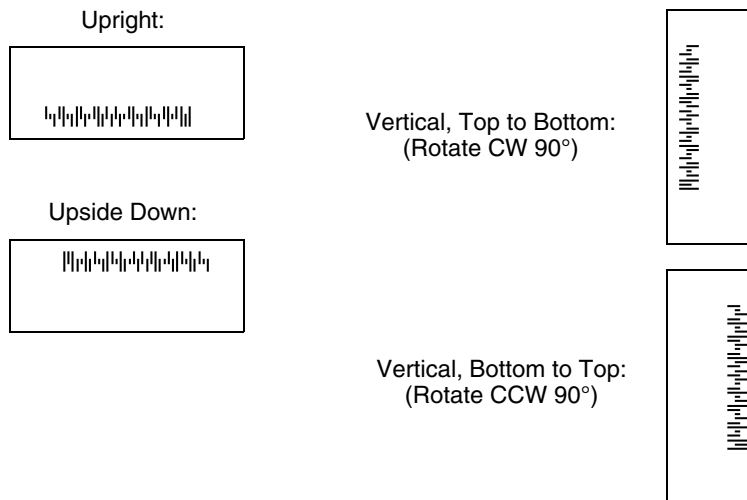 Upright:
Vertical, Top to Bottom:
(Rotate CW 90°)
Upside Down:
Vertical, Bottom to Top:
(Rotate CCW 90°)